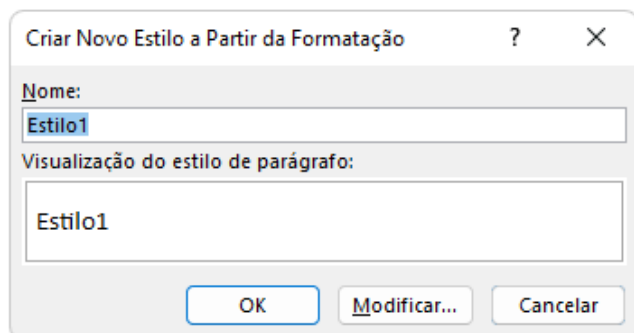 Criar Novo Estilo a Partir da Formatação ?
Nome:
Estilo1
Visualização do estilo de parágrafo:
Estilo1
OK Modificar... Cancelar